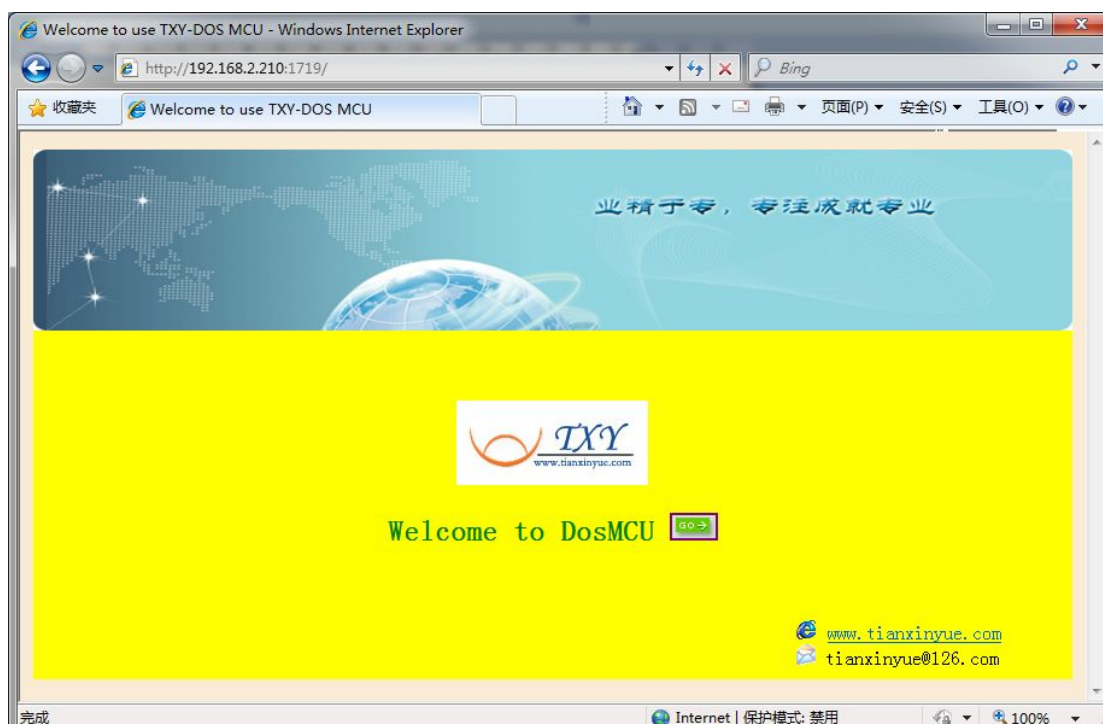 Welcome to use TXY-DOS MCU - Windows Internet Explorer
http://192.168.2.210:1719/
Bing
收藏夹
Welcome to use TXY-DOS MCU
页面(P)
安全(S)
工具(O)
业精于专，专注成就专业
TXY
www.tianxinyue.com
Welcome to DosMCU
GO
www.tianxinyue.com
tianxinyue@126.com
完成
Internet | 保护模式: 禁用
100%